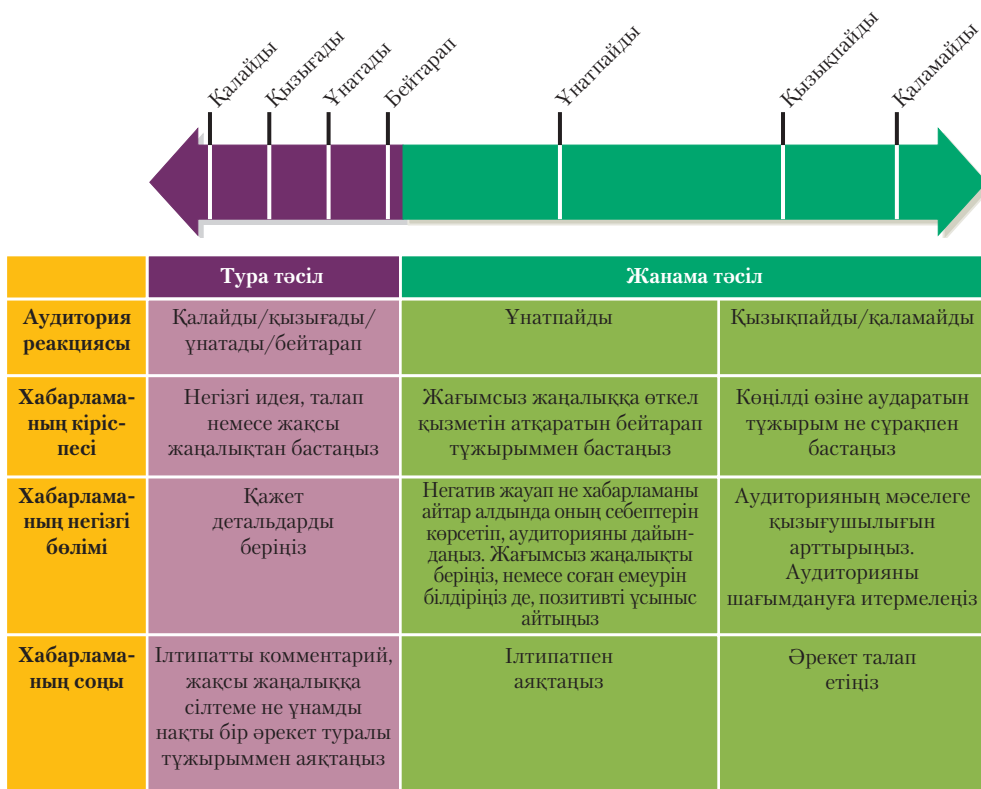 Қалайды
Қызығады
Ұнатады
Бейтарап
Ұнатпайды
Қызықпайды
Қаламайды
Тура тәсіл
Жанама тәсіл
Аудитория
реакциясы
Қалайды/қызығады/
ұнатады/бейтарап
Ұнатпайды
Қызықпайды/қаламайды
Хабарлама-
ның кіріс-
песі
Негізгі идея, талап
немесе жақсы
жаңалықтан бастаңыз
Жағымсыз жаңалыққа өткел
қызметін атқаратын бейтарап
тұжырыммен бастаңыз
Көңілді өзіне аударатын
тұжырым не сұрақпен
бастаңыз
Хабарлама-
ның негізгі
бөлімі
Қажет
детальдарды
беріңіз
Негатив жауап не хабарламаны
айтар алдында оның себептерін
көрсетіп, аудиторияны дайын-
даңыз. Жағымсыз жаңалықты
беріңіз, немесе соған емеурін
білдіріңіз де, позитивті ұсыныс
айтыңыз
Аудиторияның мәселеге
қызығушылығын
арттырыңыз.
Аудиторияны
шағымдануға итермелеңіз
Хабарлама-
ның соңы
Ілтипатты комментарий,
жақсы жаңалыққа
сілтеме не ұнамды
нақты бір әрекет туралы
тұжырыммен аяқтаңыз
Ілтипатпен
аяқтаңыз
Әрекет талап
етіңіз